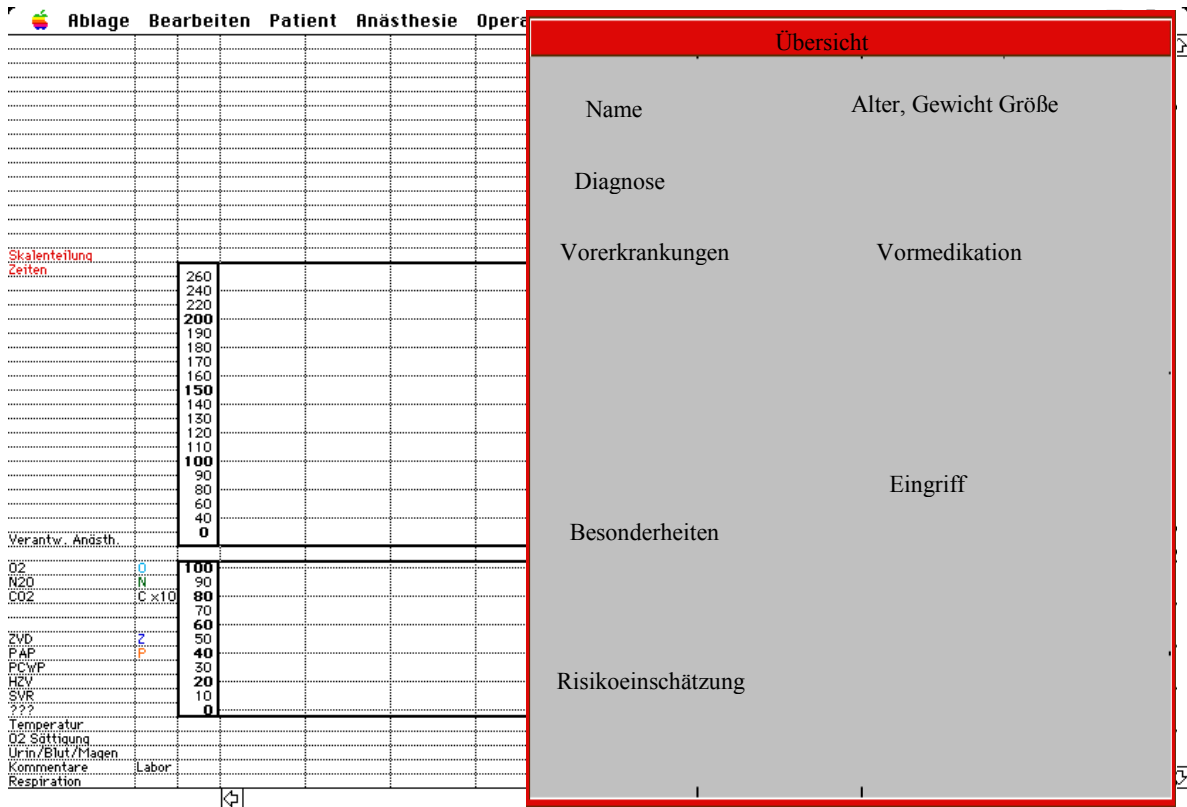 Ablage Bearbeiten Patient Anästhesie Opera
Skalenteilung
Zeiten
260
240
220
200
190
180
170
160
150
140
130
120
110
100
90
80
60
40
0
Verantw. Anästh.
O2 O 100
N2O N 90
CO2 C x10 80
70
60
ZVD Z 50
PAP P 40
PCWP 30
HZV 20
SVR 10
??? 0
Temperatur
O2 Sättigung
Urin/Blut/Magen
Kommentare Labor
Respiration
Übersicht
Name Alter, Gewicht Größe
Diagnose
Vorerkrankungen Vormedikation
Eingriff
Besonderheiten
Risikoeinschätzung